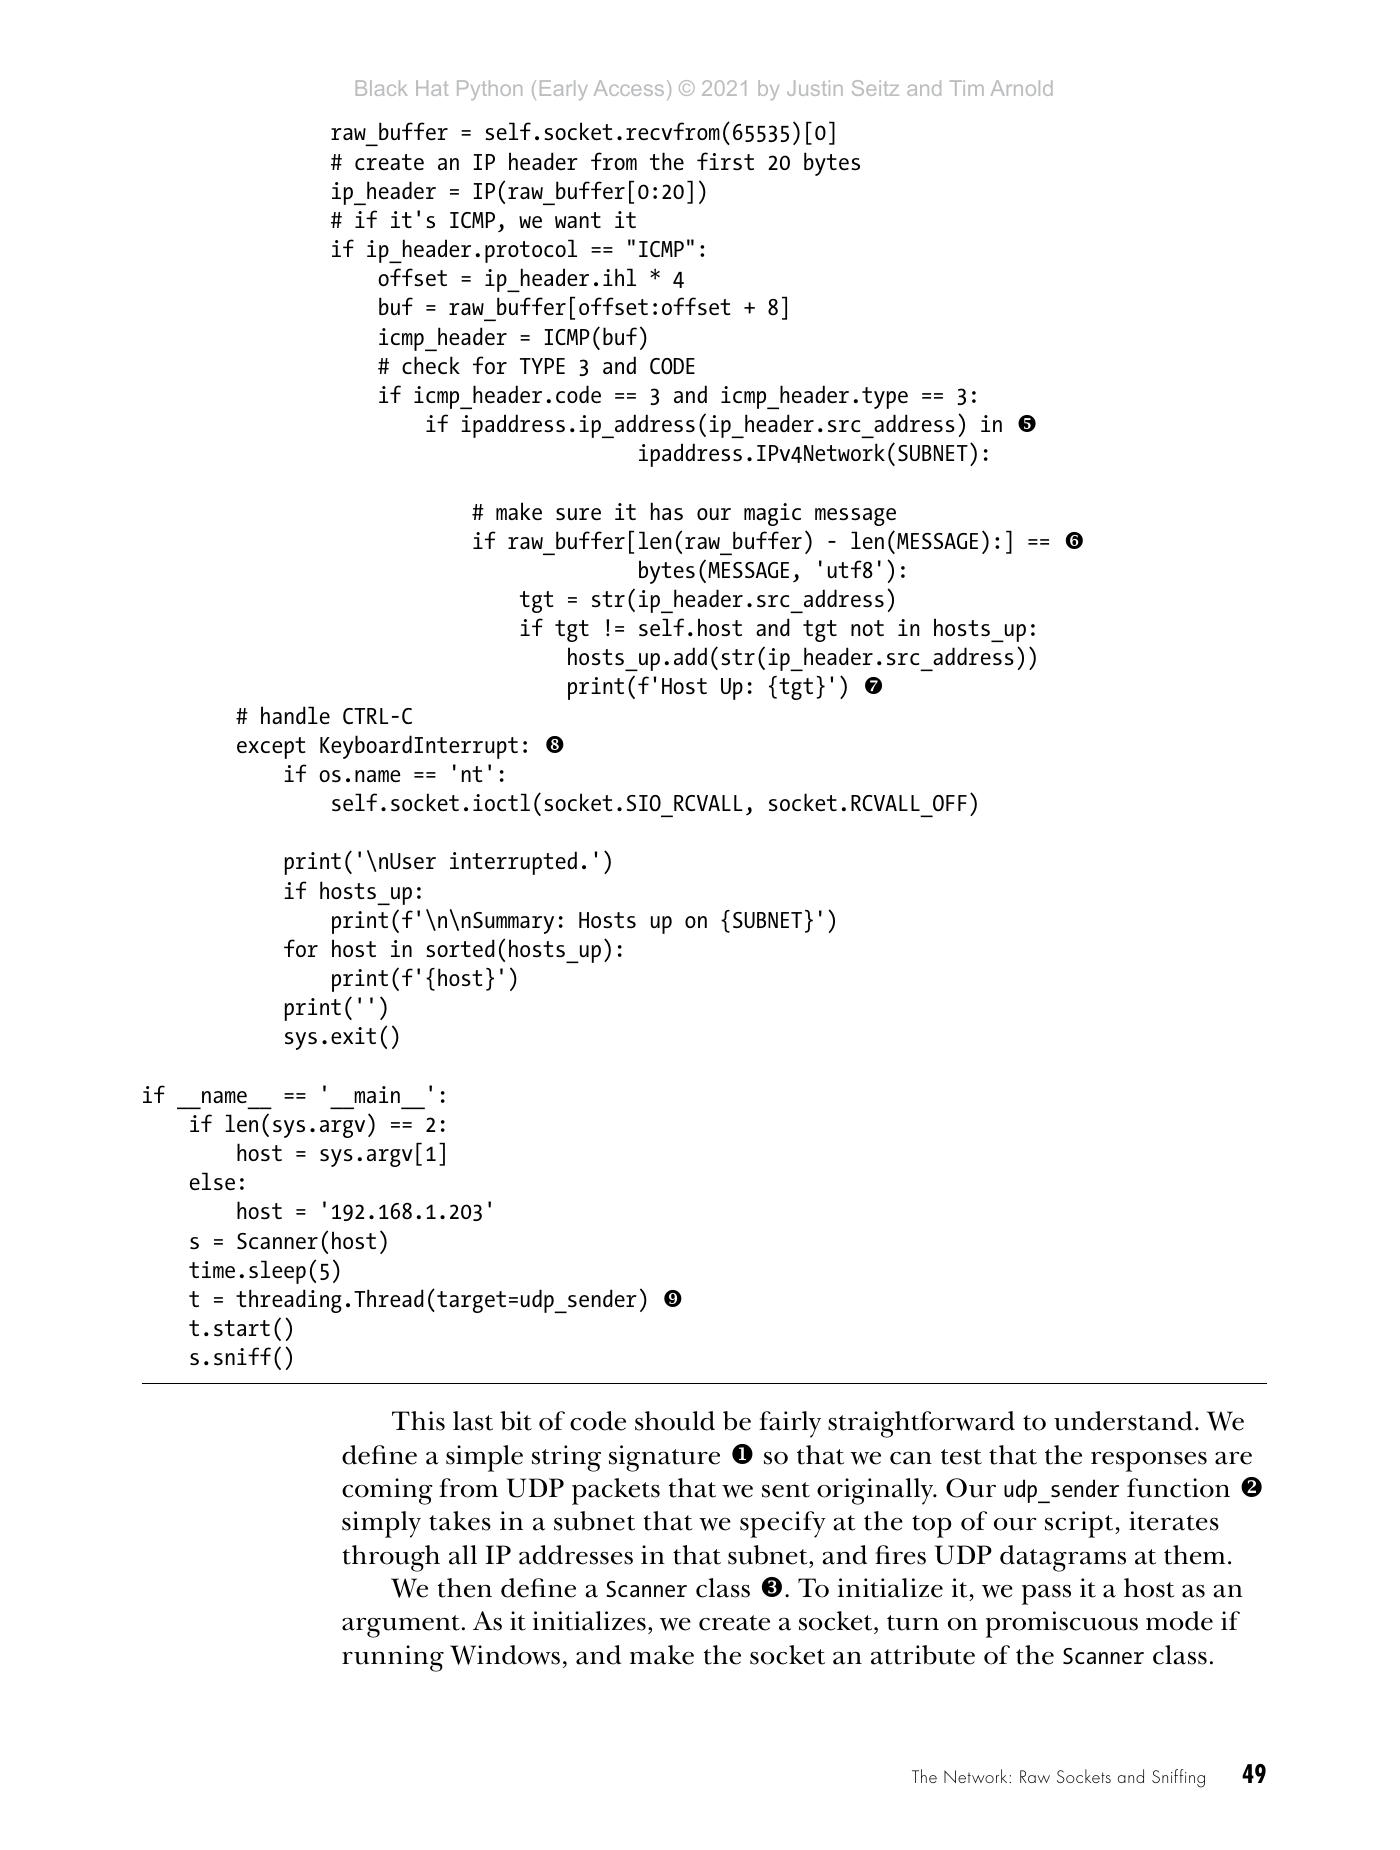 Black Hat Python (Early Access) © 2021 by Justin Seitz and Tim Arnold
                raw_buffer = self.socket.recvfrom(65535)[0]
                # create an IP header from the first 20 bytes
                ip_header = IP(raw_buffer[0:20])
                # if it's ICMP, we want it
                if ip_header.protocol == "ICMP":
                    offset = ip_header.ihl * 4
                    buf = raw_buffer[offset:offset + 8]
                    icmp_header = ICMP(buf)
                    # check for TYPE 3 and CODE
                    if icmp_header.code == 3 and icmp_header.type == 3:
                        if ipaddress.ip_address(ip_header.src_address) in ❺
                                          ipaddress.IPv4Network(SUBNET):

                            # make sure it has our magic message
                            if raw_buffer[len(raw_buffer) - len(MESSAGE):] == ❻
                                          bytes(MESSAGE, 'utf8'):
                                tgt = str(ip_header.src_address)
                                if tgt != self.host and tgt not in hosts_up:
                                    hosts_up.add(str(ip_header.src_address))
                                    print(f'Host Up: {tgt}') ❼
        # handle CTRL-C
        except KeyboardInterrupt: ❽
            if os.name == 'nt':
                self.socket.ioctl(socket.SIO_RCVALL, socket.RCVALL_OFF)

            print('\nUser interrupted.')
            if hosts_up:
                print(f'\n\nSummary: Hosts up on {SUBNET}')
            for host in sorted(hosts_up):
                print(f'{host}')
            print('')
            sys.exit()

if __name__ == '__main__':
    if len(sys.argv) == 2:
        host = sys.argv[1]
    else:
        host = '192.168.1.203'
    s = Scanner(host)
    time.sleep(5)
    t = threading.Thread(target=udp_sender) ❾
    t.start()
    s.sniff()
This last bit of code should be fairly straightforward to understand. We
define a simple string signature ❶ so that we can test that the responses are
coming from UDP packets that we sent originally. Our udp_sender function ❷
simply takes in a subnet that we specify at the top of our script, iterates
through all IP addresses in that subnet, and fires UDP datagrams at them.
We then define a Scanner class ❸. To initialize it, we pass it a host as an
argument. As it initializes, we create a socket, turn on promiscuous mode if
running Windows, and make the socket an attribute of the Scanner class.
The Network: Raw Sockets and Sniffing 49